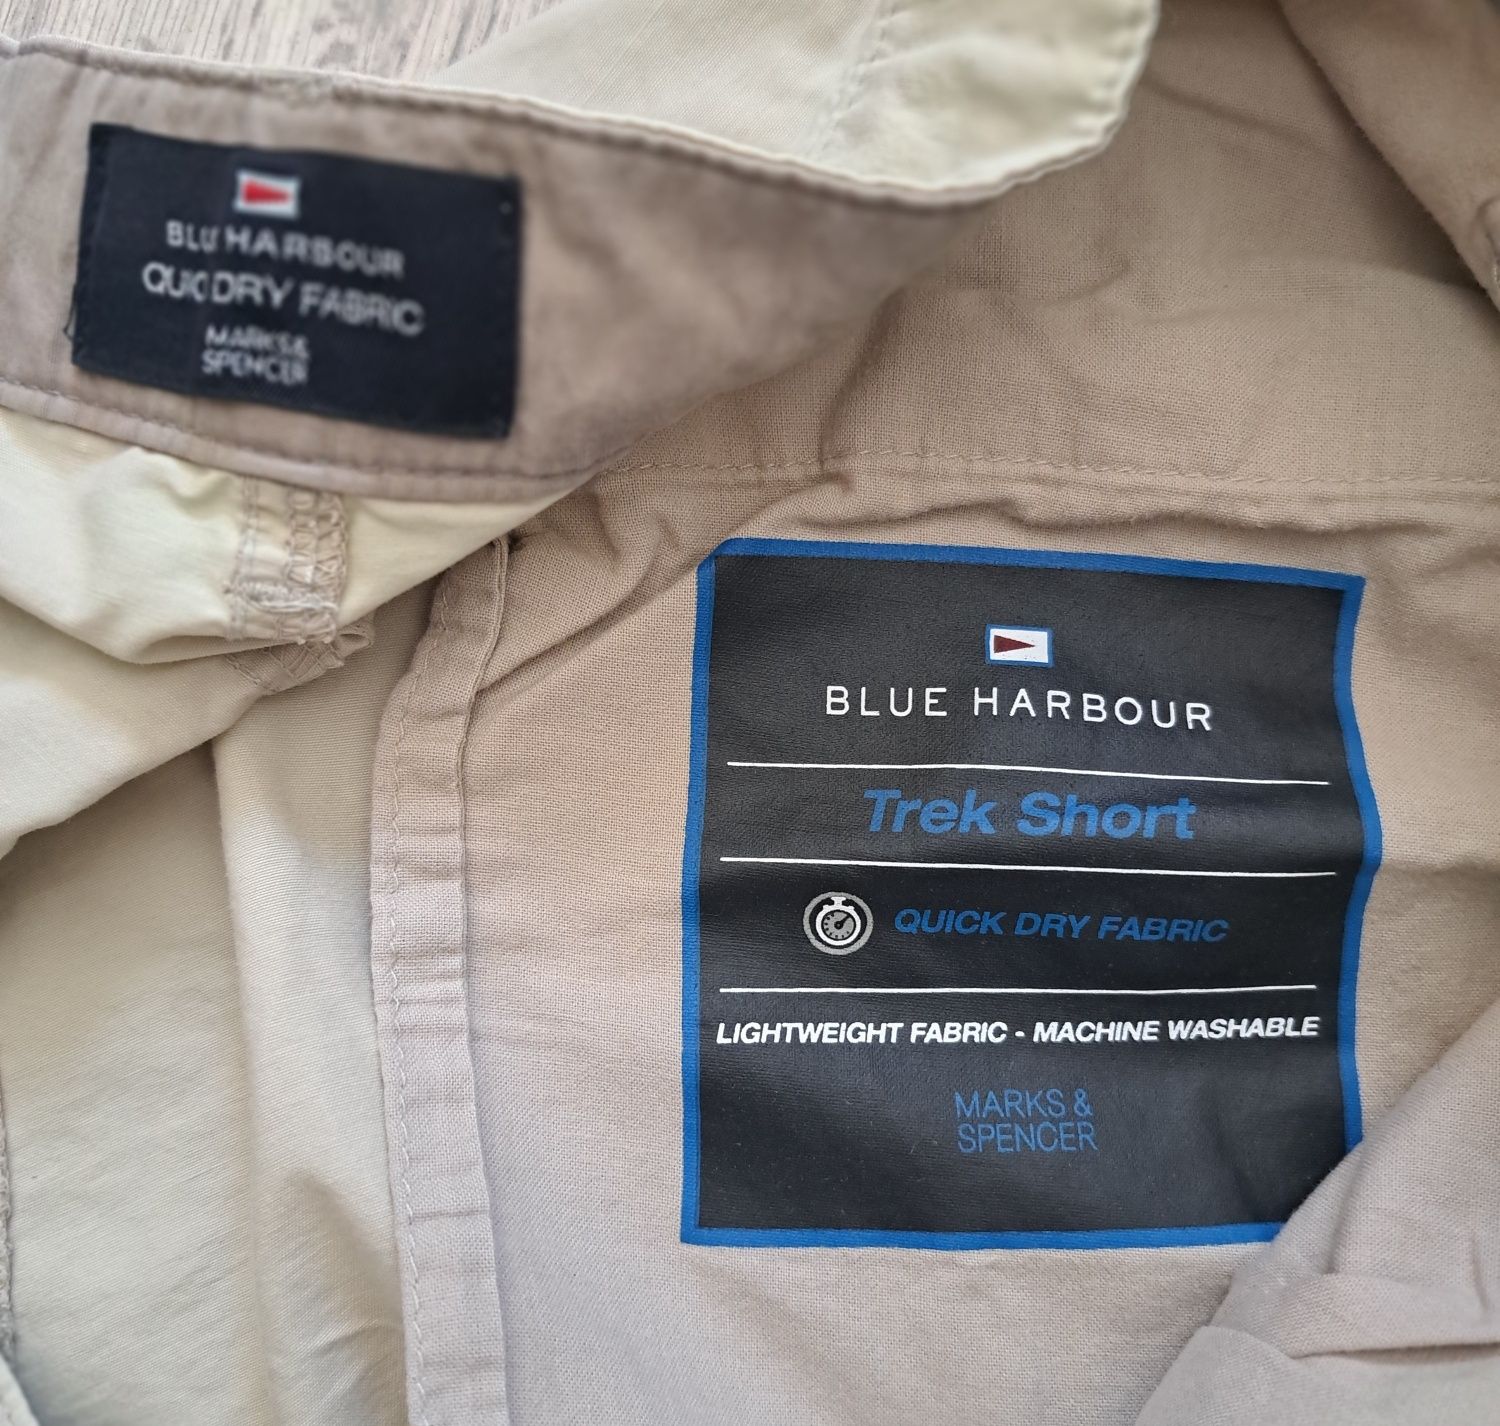 BLU HARBOUR
QUIC DRY FABRIC
MARKS &
SPENCER
BLUE HARBOUR
Trek Short
QUICK DRY FABRIC
LIGHTWEIGHT FABRIC - MACHINE WASHABLE
MARKS &
SPENCER